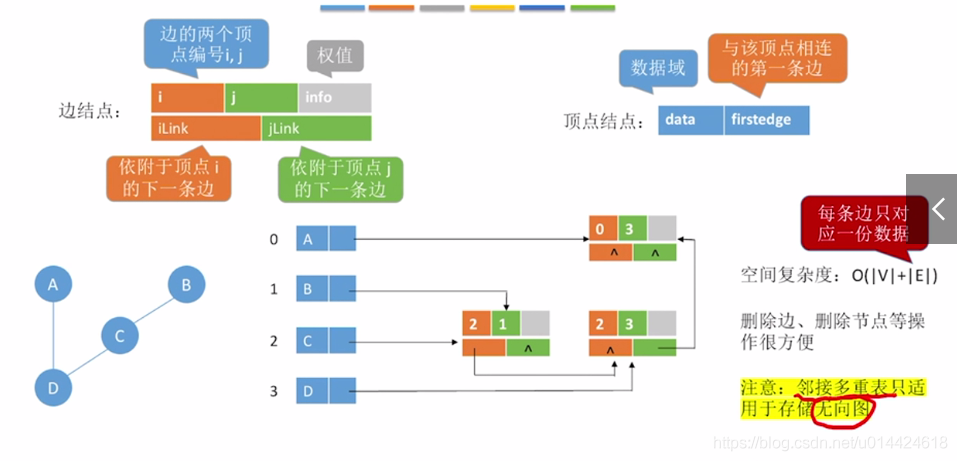 边的两个顶
点编号i, j
权值
边结点：
i
j
info
iLink
jLink
依附于顶点 i
的下一条边
依附于顶点 j
的下一条边
数据域
与该顶点相连
的第一条边
顶点结点：
data
firstedge
A
B
C
D
0
A
1
B
2
C
3
D
0
3
^
^
2
1
^
2
3
^
每条边只对
应一份数据
空间复杂度：O(|V|+|E|)
删除边、删除节点等操
作很方便
注意：邻接多重表只适
用于存储无向图
https://blog.csdn.net/u014424618